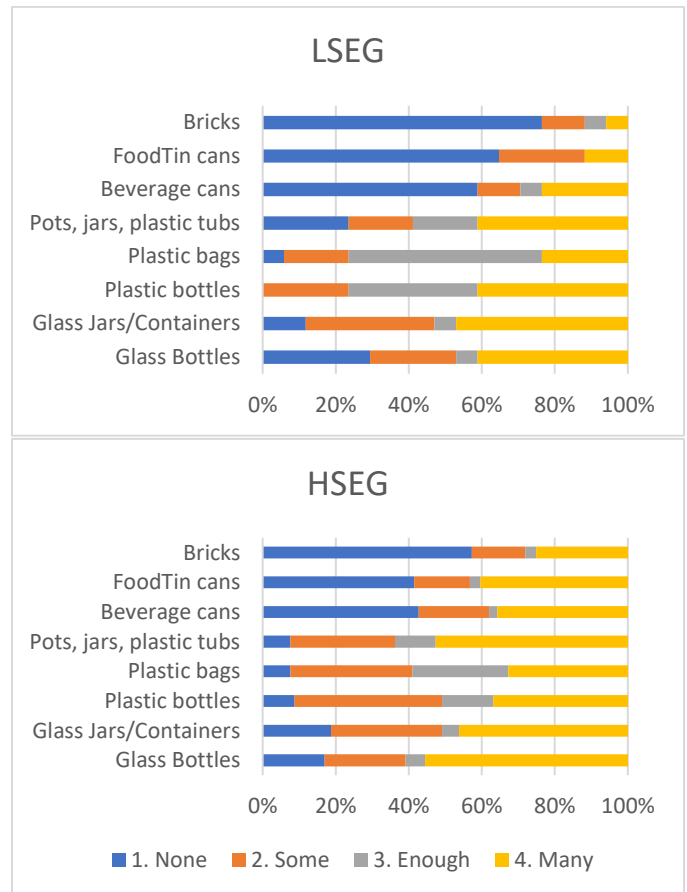 LSEG
Bricks
FoodTin cans
Beverage cans
Pots, jars, plastic tubs
Plastic bags
Plastic bottles
Glass Jars/Containers
Glass Bottles
0% 20% 40% 60% 80% 100%
HSEG
Bricks
FoodTin cans
Beverage cans
Pots, jars, plastic tubs
Plastic bags
Plastic bottles
Glass Jars/Containers
Glass Bottles
0% 20% 40% 60% 80% 100%
1. None 2. Some 3. Enough 4. Many